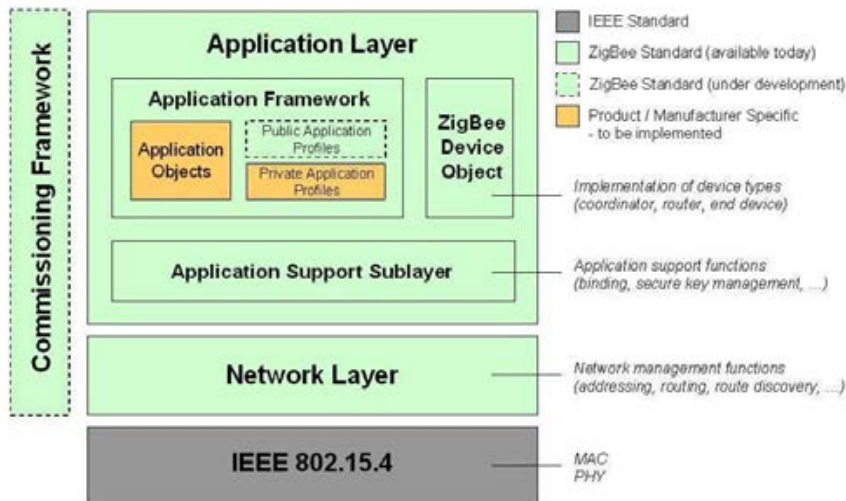 Commissioning Framework
Application Layer
Application Framework
Application
Objects
Public Application
Profiles
Private Application
Profiles
ZigBee
Device
Object
Application Support Sublayer
Network Layer
IEEE 802.15.4
IEEE Standard
ZigBee Standard (available today)
ZigBee Standard (under development)
Product / Manufacturer Specific
- to be implemented
Implementation of device types
(coordinator, router, end device)
Application support functions
(binding, secure key management, ...)
Network management functions
(addressing, routing, route discovery, ...)
MAC
PHY